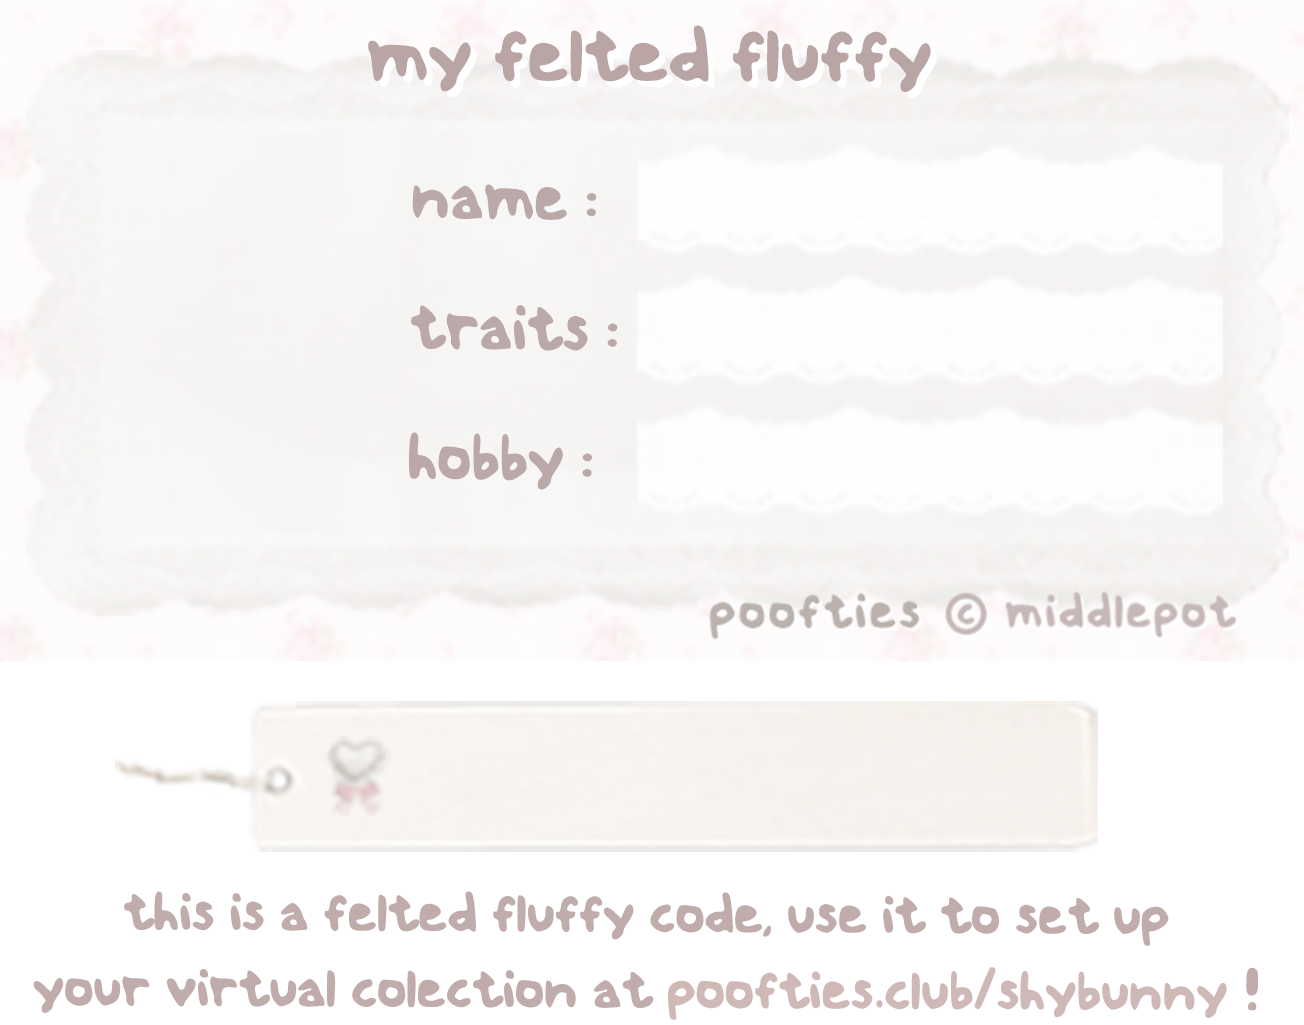 my felted fluffy
name :
traits :
hobby :
poofties © middlepot
this is a felted fluffy code, use it to set up
your virtual colection at poofties.club/shybunny !